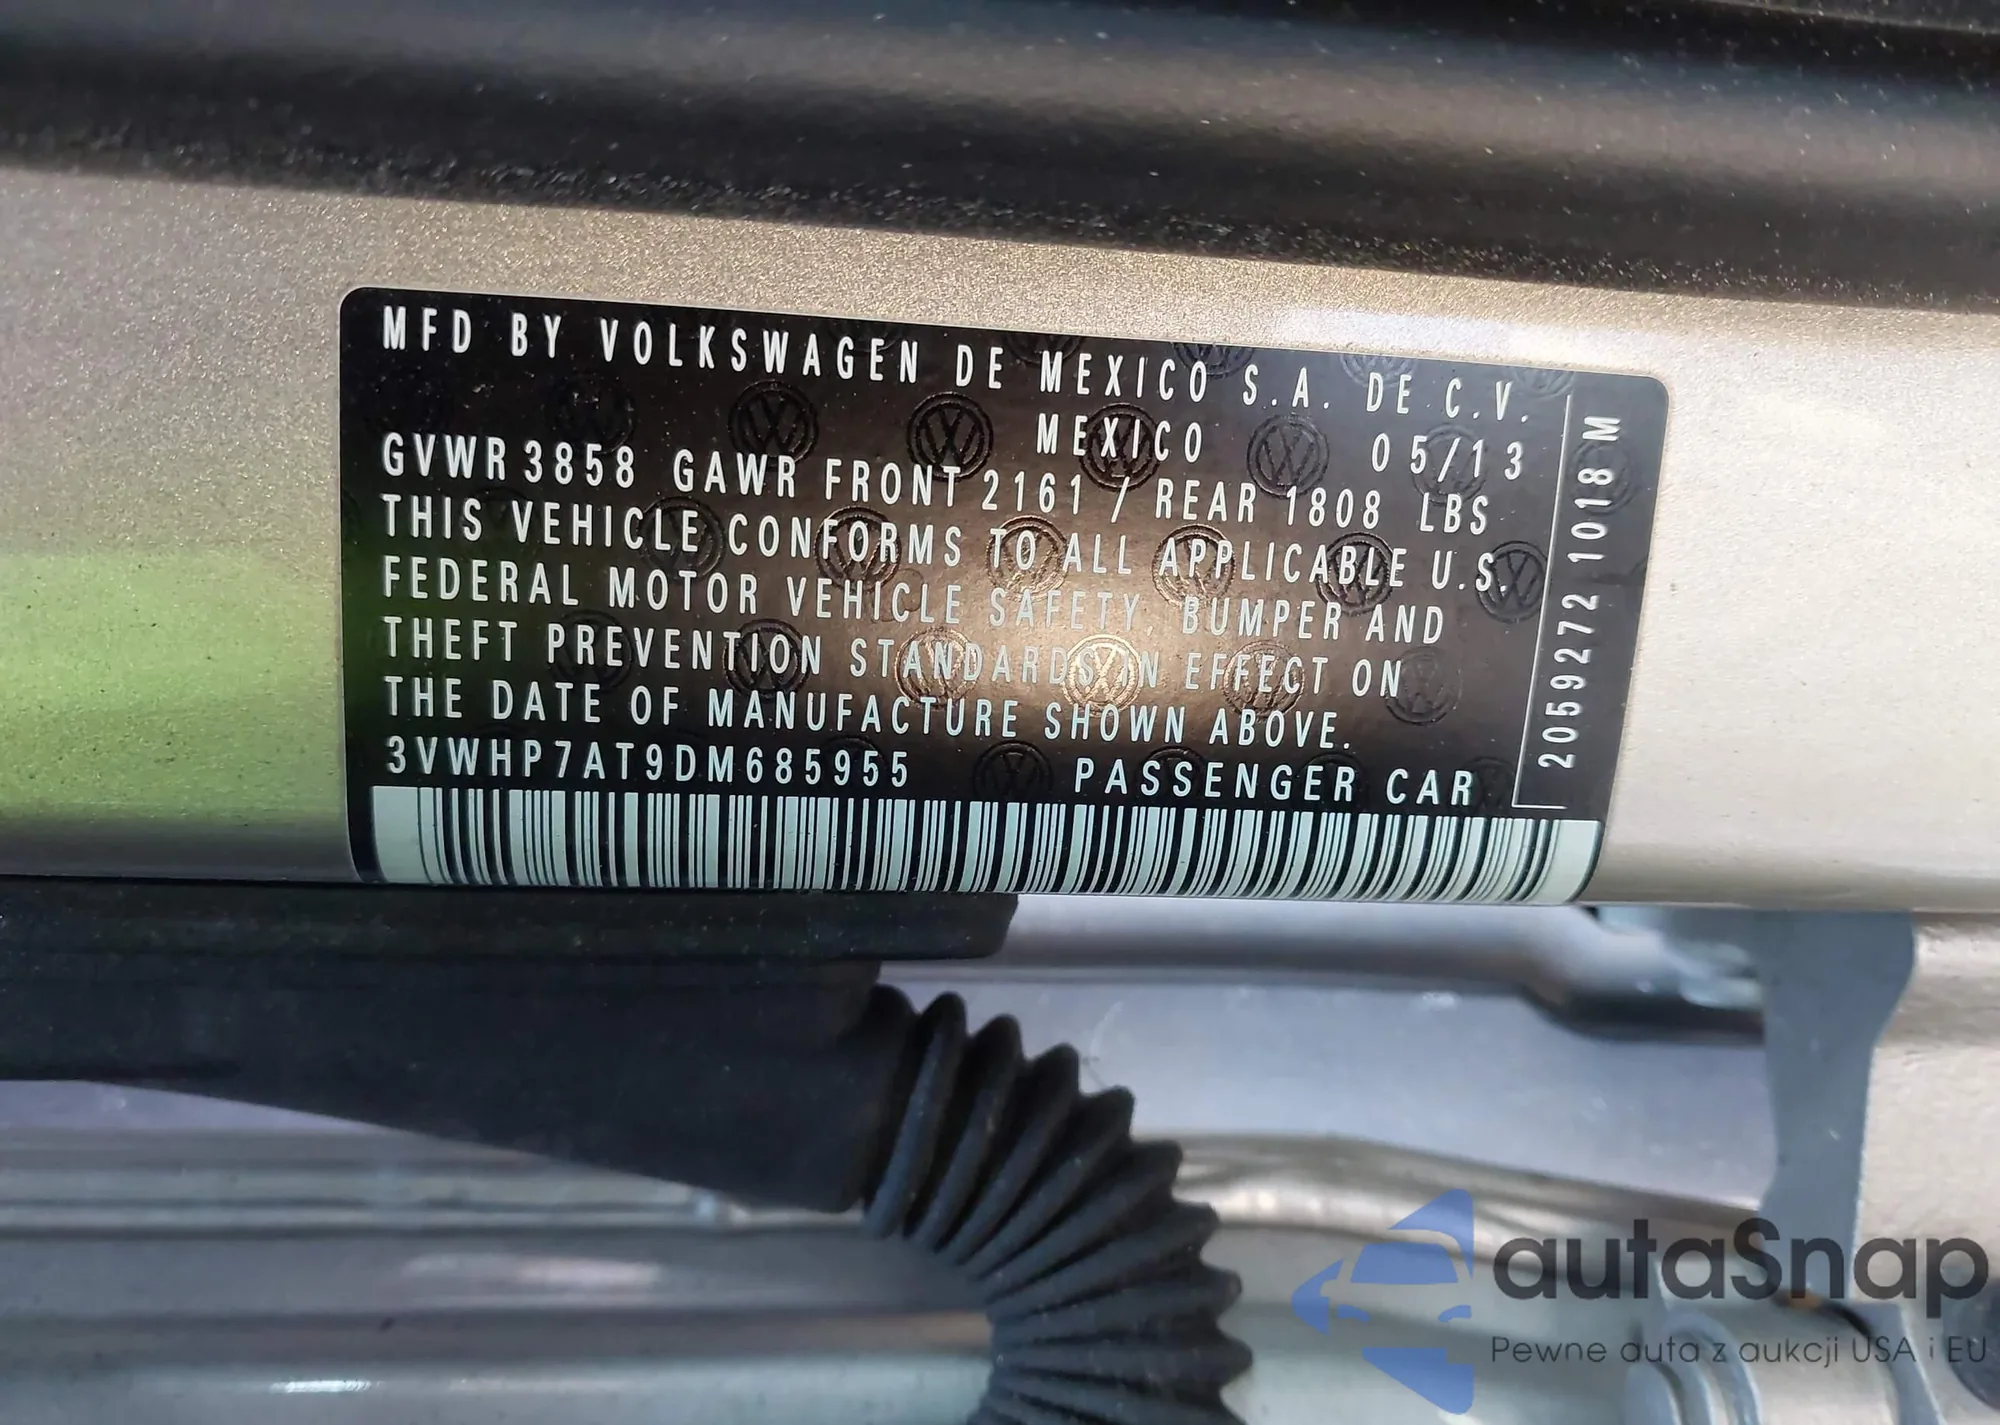 MFD BY VOLKSWAGEN DE MEXICO S.A. DE C.V.
MEXICO 05/13
GVWR 3858 GAWR FRONT 2161 / REAR 1808 LBS
THIS VEHICLE CONFORMS TO ALL APPLICABLE U.S.
FEDERAL MOTOR VEHICLE SAFETY, BUMPER AND
THEFT PREVENTION STANDARDS IN EFFECT ON
THE DATE OF MANUFACTURE SHOWN ABOVE.
3VWHP7AT9DM685955 PASSENGER CAR
2059272 1018 M
autaSnap
Pewne auta z aukcji USA i EU